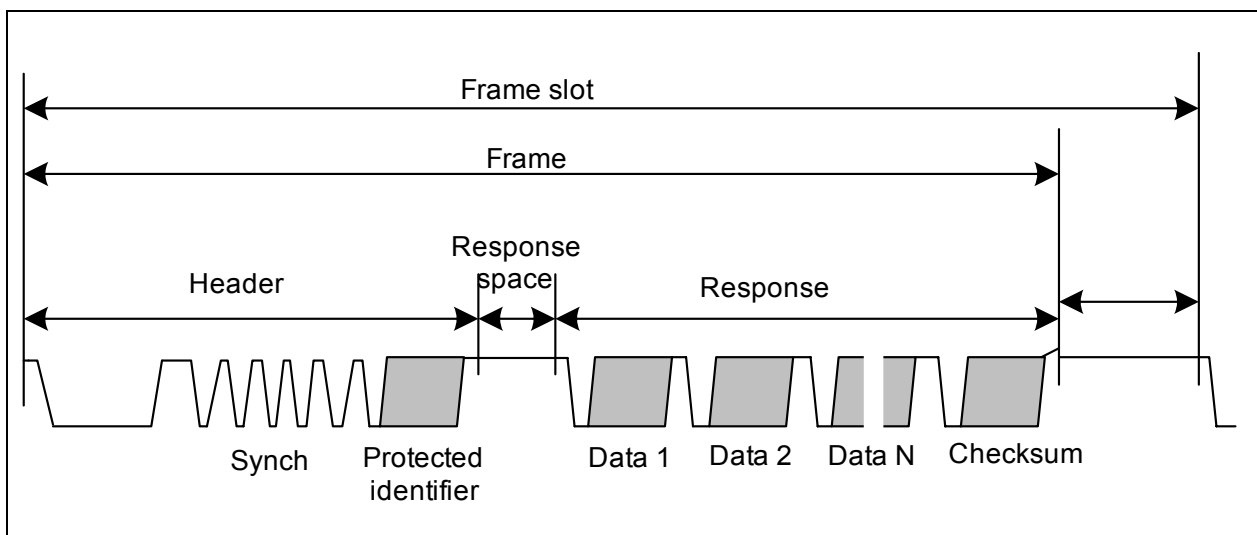 Frame slot
Frame
Header
Response
space
Response
Synch
Protected
identifier
Data 1
Data 2
Data N
Checksum